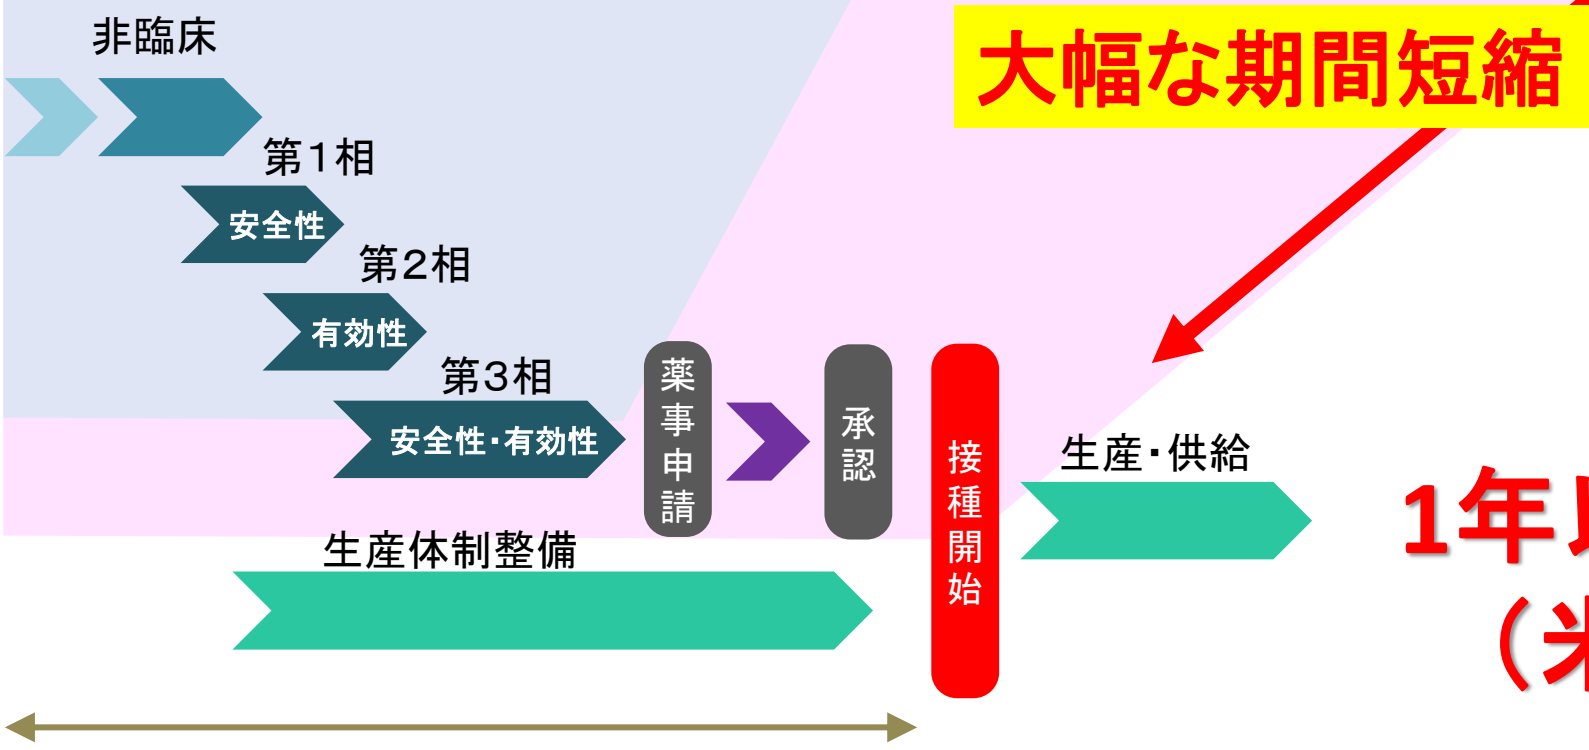 非臨床
大幅な期間短縮
第1相
安全性
第2相
有効性
第3相
安全性・有効性
薬事申請
承認
接種開始
生産・供給
1年
生産体制整備
（米